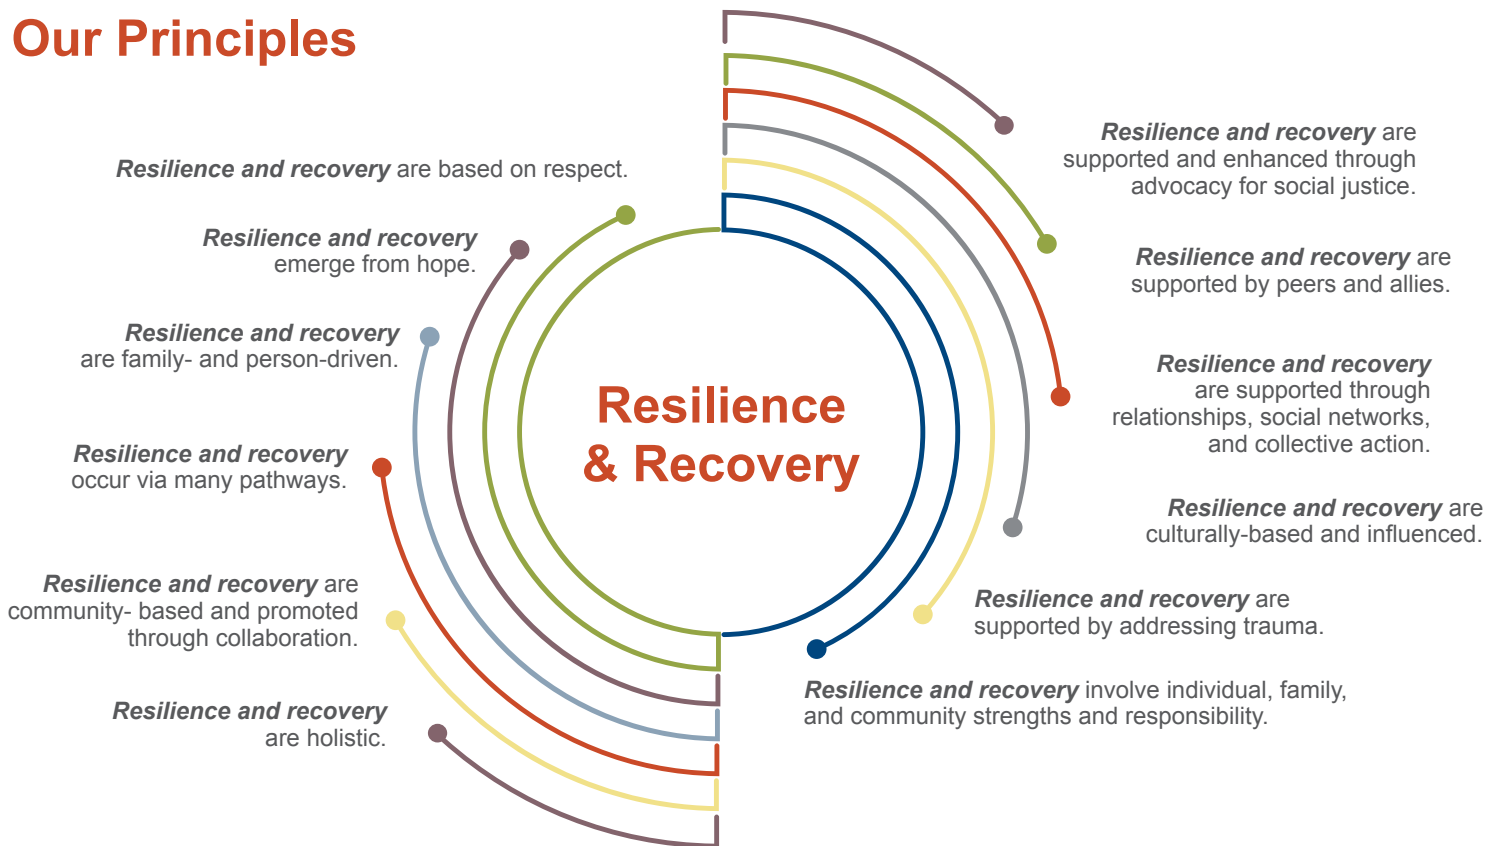 Our Principles
Resilience and recovery are based on respect.
Resilience and recovery
emerge from hope.
Resilience and recovery
are family- and person-driven.
Resilience and recovery
occur via many pathways.
Resilience and recovery are
community- based and promoted
through collaboration.
Resilience and recovery
are holistic.
Resilience
& Recovery
Resilience and recovery are
supported and enhanced through
advocacy for social justice.
Resilience and recovery are
supported by peers and allies.
Resilience and recovery
are supported through
relationships, social networks,
and collective action.
Resilience and recovery are
culturally-based and influenced.
Resilience and recovery are
supported by addressing trauma.
Resilience and recovery involve individual, family,
and community strengths and responsibility.